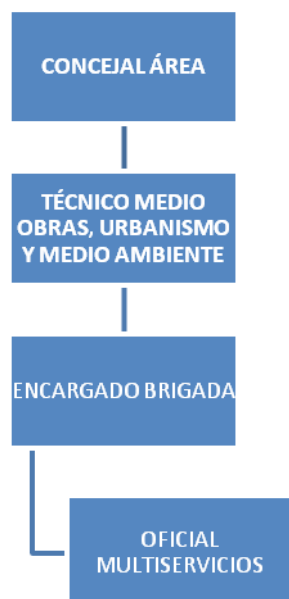 CONCEJAL ÁREA
TÉCNICO MEDIO
OBRAS, URBANISMO
Y MEDIO AMBIENTE
ENCARGADO BRIGADA
OFICIAL
MULTISERVICIOS